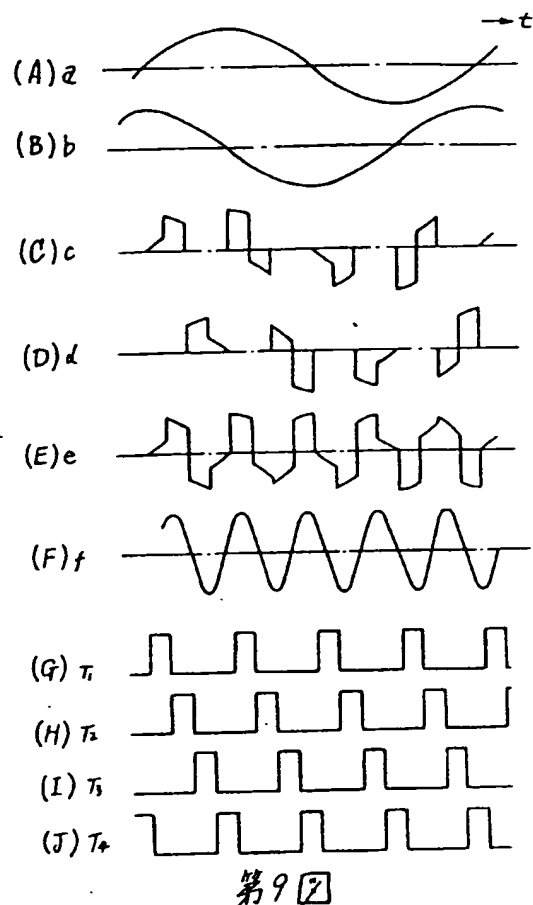 → t
(A) a
(B) b
(C) c
(D) d
(E) e
(F) f
(G) T₁
(H) T₂
(I) T₃
(J) T₄
第9図